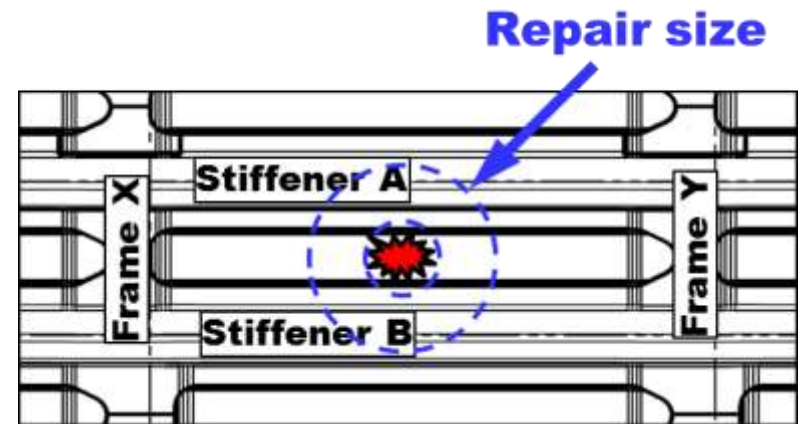 Repair size
Stiffener A
Frame X
Frame Y
Stiffener B